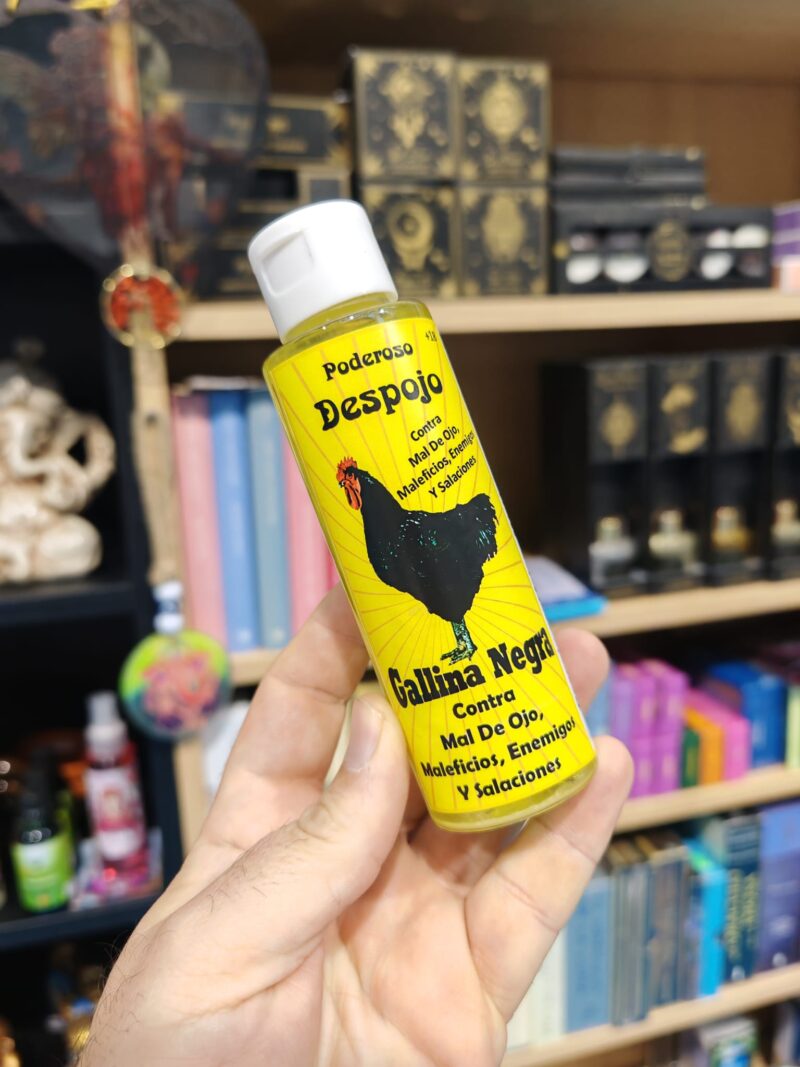 Poderoso
Despojo
Contra
Mal De Ojo,
Maleficios, Enemigos
Y Salaciones
Gallina Negra
Contra
Mal De Ojo,
Maleficios, Enemigos
Y Salaciones